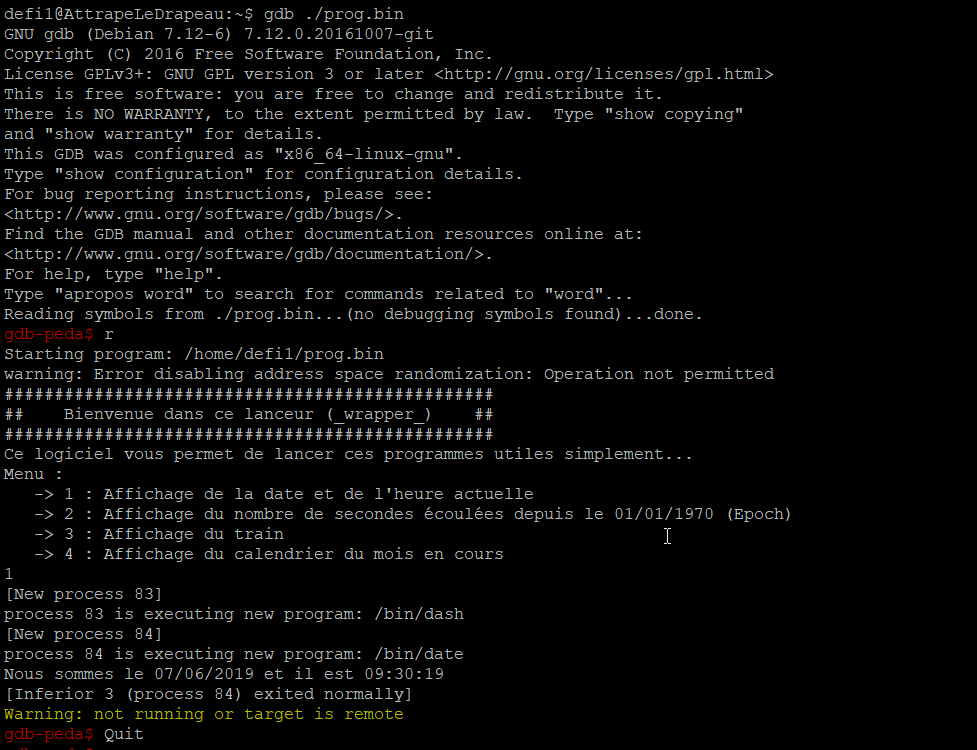 defi1@AttrapeLeDrapeau:~$ gdb ./prog.bin
GNU gdb (Debian 7.12-6) 7.12.0.20161007-git
Copyright (C) 2016 Free Software Foundation, Inc.
License GPLv3+: GNU GPL version 3 or later <http://gnu.org/licenses/gpl.html>
This is free software: you are free to change and redistribute it.
There is NO WARRANTY, to the extent permitted by law.  Type "show copying"
and "show warranty" for details.
This GDB was configured as "x86_64-linux-gnu".
Type "show configuration" for configuration details.
For bug reporting instructions, please see:
<http://www.gnu.org/software/gdb/bugs/>.
Find the GDB manual and other documentation resources online at:
<http://www.gnu.org/software/gdb/documentation/>.
For help, type "help".
Type "apropos word" to search for commands related to "word"...
Reading symbols from ./prog.bin...(no debugging symbols found)...done.
gdb-peda$ r
Starting program: /home/defi1/prog.bin
warning: Error disabling address space randomization: Operation not permitted
#################################################
##    Bienvenue dans ce lanceur (_wrapper_)    ##
#################################################
Ce logiciel vous permet de lancer ces programmes utiles simplement...
Menu :
   -> 1 : Affichage de la date et de l'heure actuelle
   -> 2 : Affichage du nombre de secondes écoulées depuis le 01/01/1970 (Epoch)
   -> 3 : Affichage du train
   -> 4 : Affichage du calendrier du mois en cours
1
[New process 83]
process 83 is executing new program: /bin/dash
[New process 84]
process 84 is executing new program: /bin/date
Nous sommes le 07/06/2019 et il est 09:30:19
[Inferior 3 (process 84) exited normally]
Warning: not running or target is remote
gdb-peda$ Quit